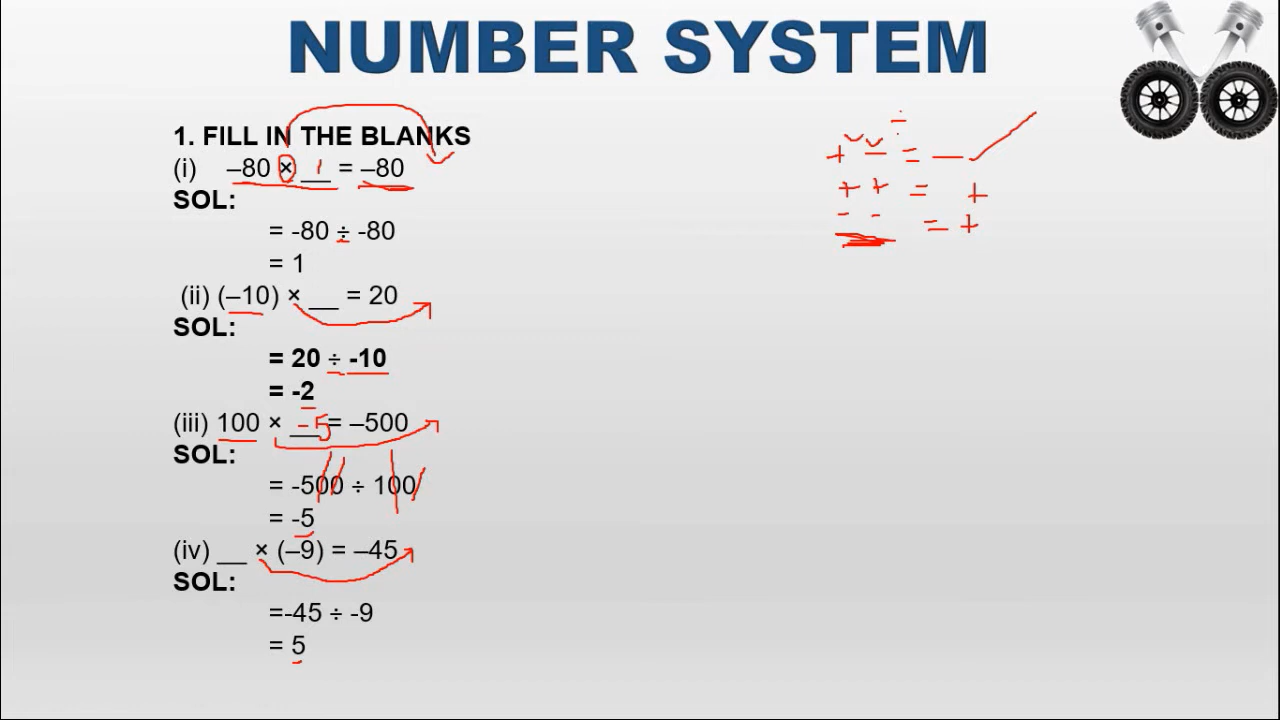 NUMBER SYSTEM
1. FILL IN THE BLANKS
(i) –80 × 1 = –80
SOL:
= -80 ÷ -80
= 1
(ii) (–10) × __ = 20
SOL:
= 20 ÷ -10
= -2
(iii) 100 × -5 = –500
SOL:
= -500 ÷ 100
= -5
(iv) __ × (–9) = –45
SOL:
=-45 ÷ -9
= 5
÷
+ – = –
+ + = +
- - = +